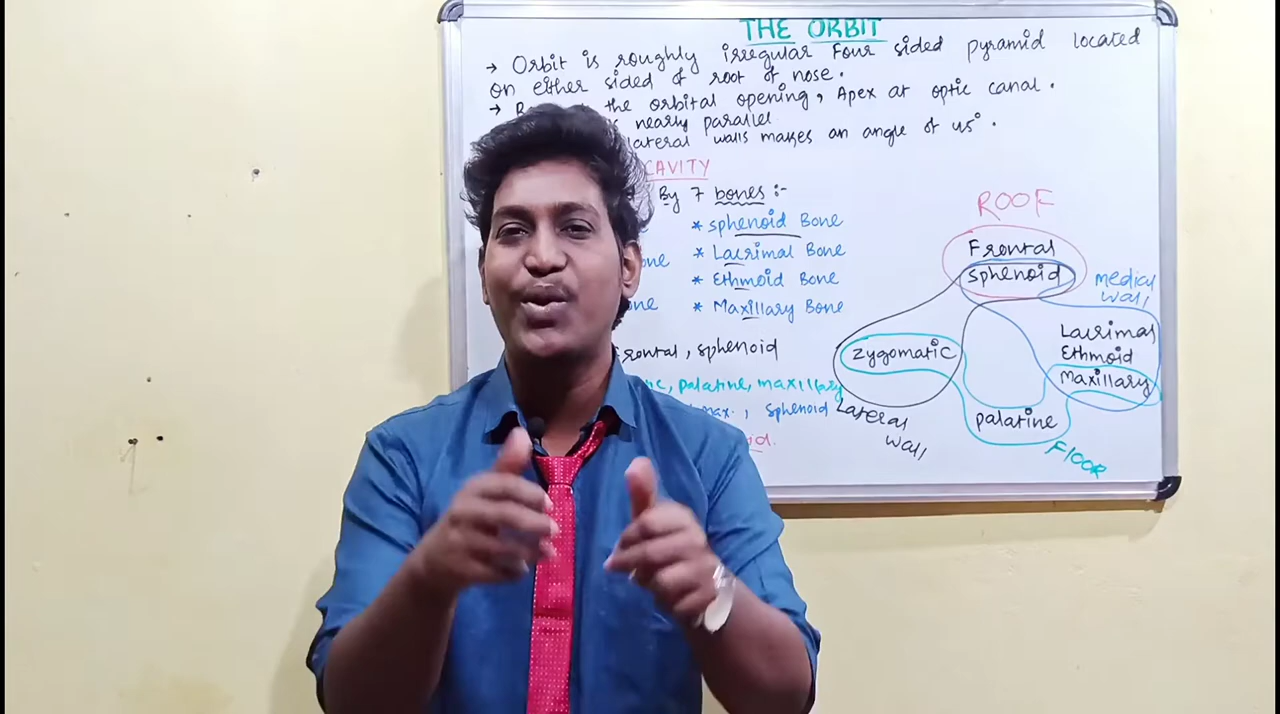 THE ORBIT
→ Orbit is roughly irregular Four sided pyramid located
on either sided of root of nose.
→ the orbital opening, Apex at optic canal.
nearly parallel
lateral walls makes an angle of 45°.
CAVITY
By 7 bones :-
* sphenoid Bone
* Lacrimal Bone
* Ethmoid Bone
* Maxillary Bone
frontal, sphenoid
palatine, maxillary
max., sphenoid
ROOF
Frontal
sphenoid
medial
wall
zygomatic
Lacrimal
Ethmoid
Maxillary
Lateral
wall
palatine
Floor